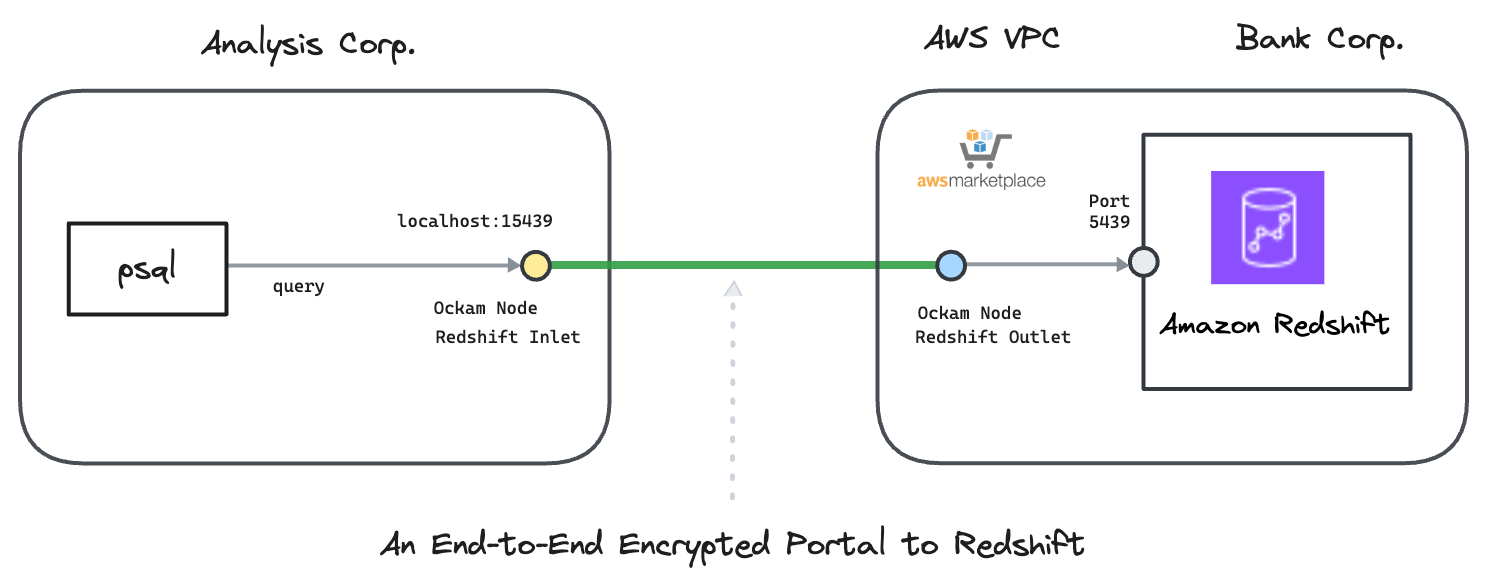 Analysis Corp.
AWS VPC
Bank Corp.
awsmarketplace
Port
5439
localhost:15439
psql
query
Ockam Node
Redshift Inlet
Ockam Node
Redshift Outlet
Amazon Redshift
An End-to-End Encrypted Portal to Redshift